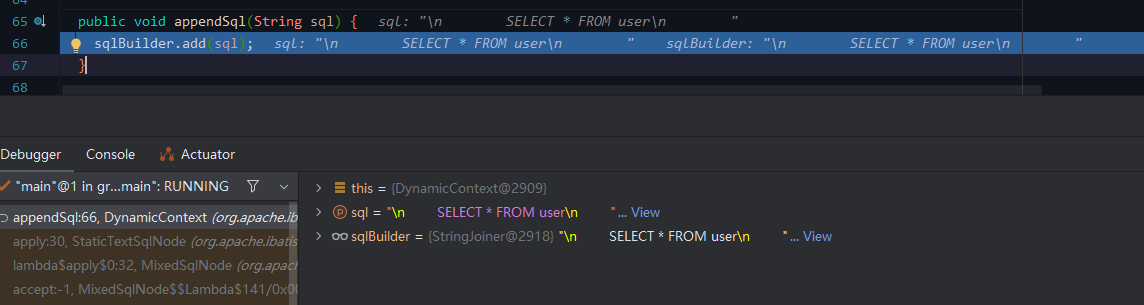 65 public void appendSql(String sql) { sql: "\n SELECT * FROM user\n "
66 sqlBuilder.add(sql); sql: "\n SELECT * FROM user\n " sqlBuilder: "\n SELECT * FROM user\n "
67 }
68
Debugger Console Actuator
"main"@1 in gr...main": RUNNING
this = {DynamicContext@2909}
appendSql:66, DynamicContext (org.apache.ibatis
sql = "\n SELECT * FROM user\n "... View
apply:30, StaticTextSqlNode (org.apache.ibatis
sqlBuilder = {StringJoiner@2918} "\n SELECT * FROM user\n "... View
lambda$apply$0:32, MixedSqlNode (org.apac
accept:-1, MixedSqlNode$$Lambda$141/0x00